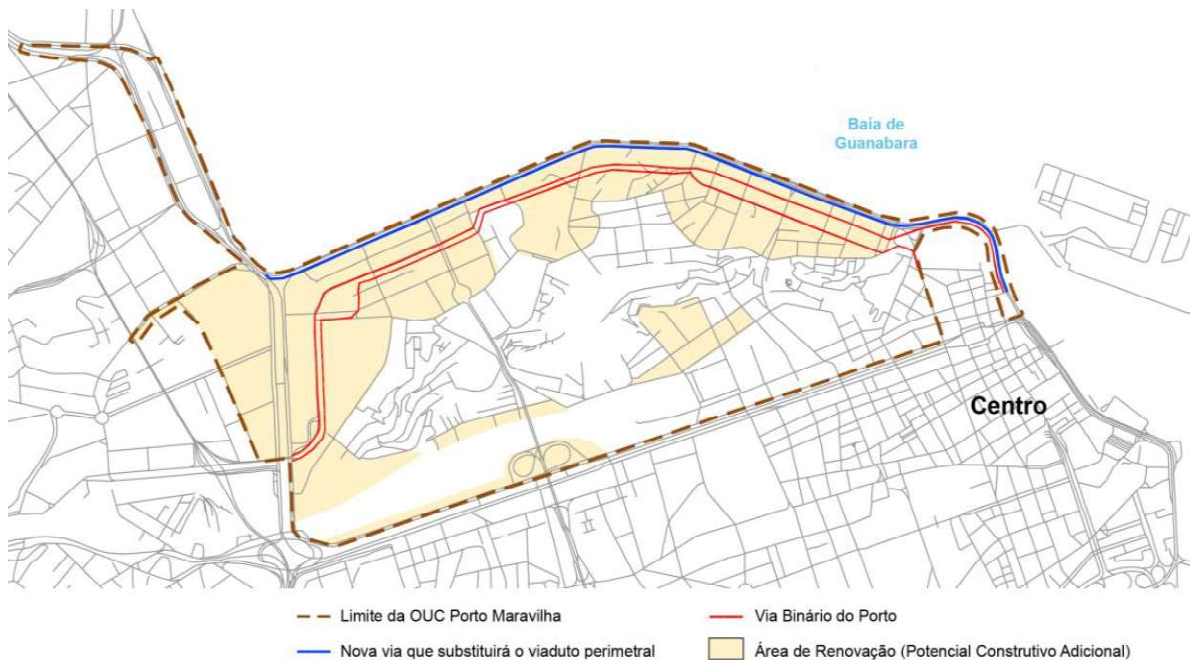 Baía de
Guanabara
Centro
Limite da OUC Porto Maravilha
Via Binário do Porto
Nova via que substituirá o viaduto perimetral
Área de Renovação (Potencial Construtivo Adicional)